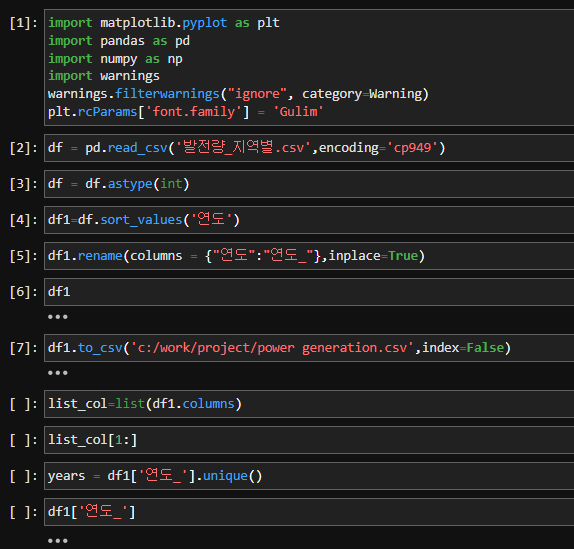 [1]: import matplotlib.pyplot as plt
import pandas as pd
import numpy as np
import warnings
warnings.filterwarnings("ignore", category=Warning)
plt.rcParams['font.family'] = 'Gulim'
[2]: df = pd.read_csv('발전량_지역별.csv',encoding='cp949')
[3]: df = df.astype(int)
[4]: df1=df.sort_values('연도')
[5]: df1.rename(columns = {"연도":"연도_"},inplace=True)
[6]: df1
•••
[7]: df1.to_csv('c:/work/project/power generation.csv',index=False)
•••
[ ]: list_col=list(df1.columns)
[ ]: list_col[1:]
[ ]: years = df1['연도_'].unique()
[ ]: df1['연도_']
•••